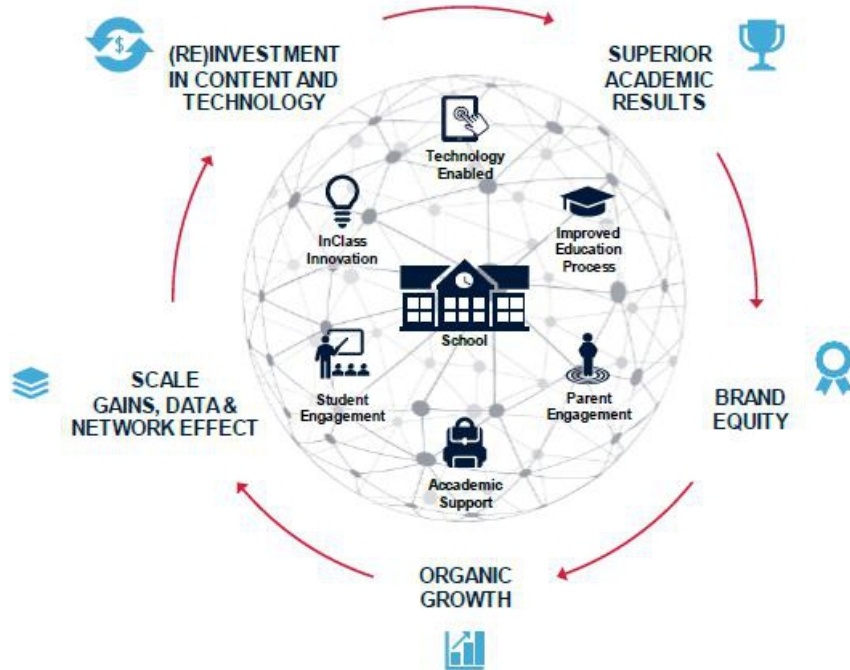 (RE)INVESTMENT
IN CONTENT AND
TECHNOLOGY
SUPERIOR
ACADEMIC
RESULTS
Technology
Enabled
InClass
Innovation
Improved
Education
Process
School
SCALE
GAINS, DATA &
NETWORK EFFECT
Student
Engagement
Parent
Engagement
BRAND
EQUITY
Accademic
Support
ORGANIC
GROWTH
$